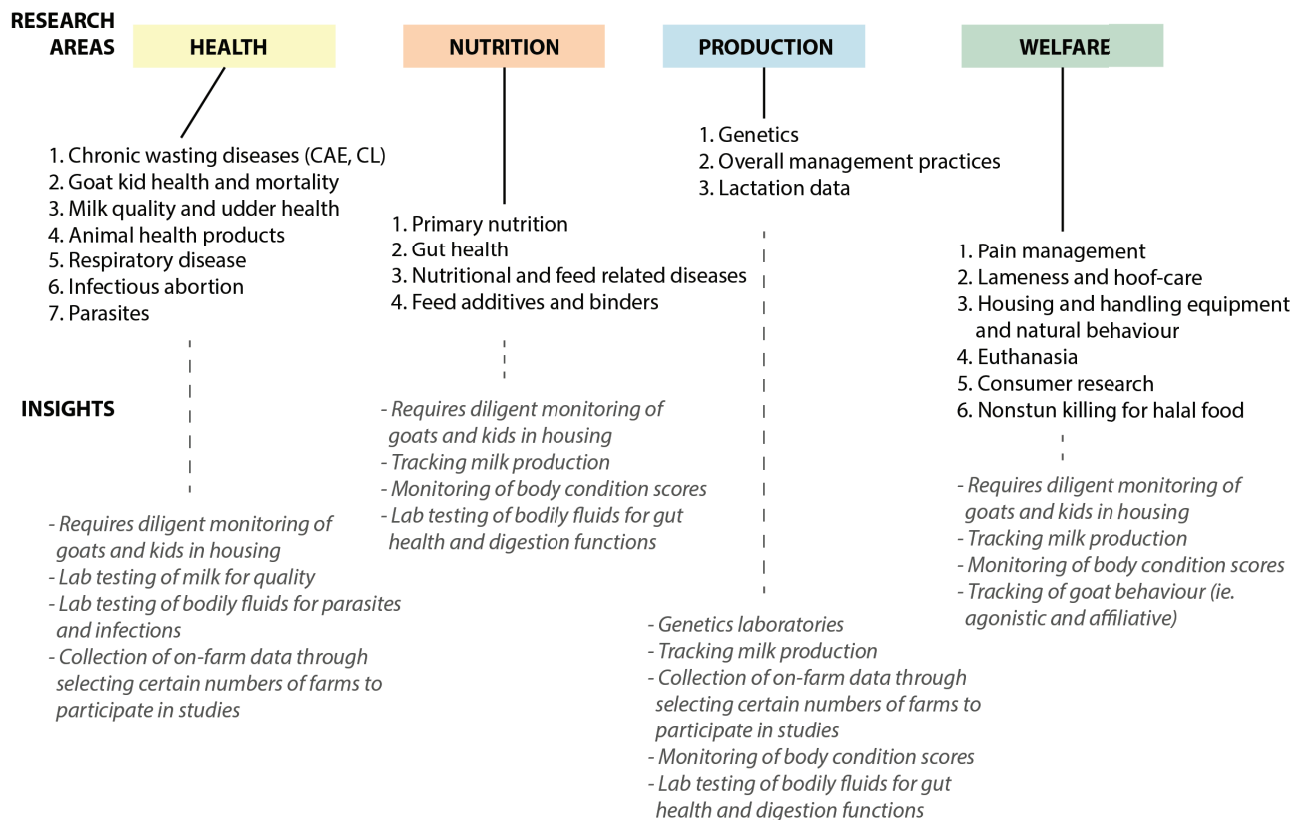 RESEARCH
AREAS
HEALTH
NUTRITION
PRODUCTION
WELFARE
1. Chronic wasting diseases (CAE, CL)
2. Goat kid health and mortality
3. Milk quality and udder health
4. Animal health products
5. Respiratory disease
6. Infectious abortion
7. Parasites
1. Primary nutrition
2. Gut health
3. Nutritional and feed related diseases
4. Feed additives and binders
1. Genetics
2. Overall management practices
3. Lactation data
1. Pain management
2. Lameness and hoof-care
3. Housing and handling equipment
and natural behaviour
4. Euthanasia
5. Consumer research
6. Nonstun killing for halal food
INSIGHTS
- Requires diligent monitoring of
goats and kids in housing
- Lab testing of milk for quality
- Lab testing of bodily fluids for parasites
and infections
- Collection of on-farm data through
selecting certain numbers of farms to
participate in studies
- Requires diligent monitoring of
goats and kids in housing
- Tracking milk production
- Monitoring of body condition scores
- Lab testing of bodily fluids for gut
health and digestion functions
- Genetics laboratories
- Tracking milk production
- Collection of on-farm data through
selecting certain numbers of farms to
participate in studies
- Monitoring of body condition scores
- Lab testing of bodily fluids for gut
health and digestion functions
- Requires diligent monitoring of
goats and kids in housing
- Tracking milk production
- Monitoring of body condition scores
- Tracking of goat behaviour (ie.
agonistic and affiliative)